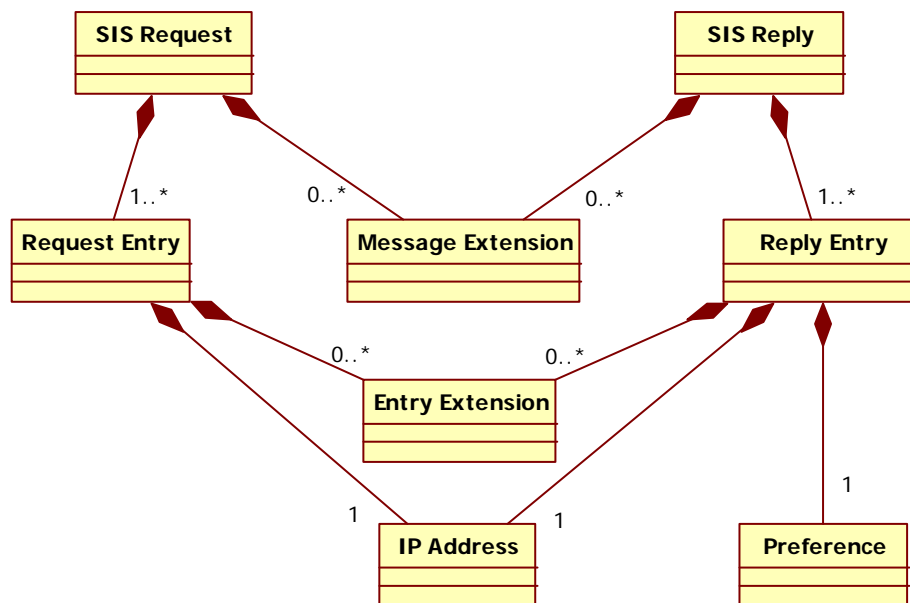 SIS Request
SIS Reply
1..*
0..*
0..*
1..*
Request Entry
Message Extension
Reply Entry
0..*
0..*
Entry Extension
1
1
1
IP Address
Preference